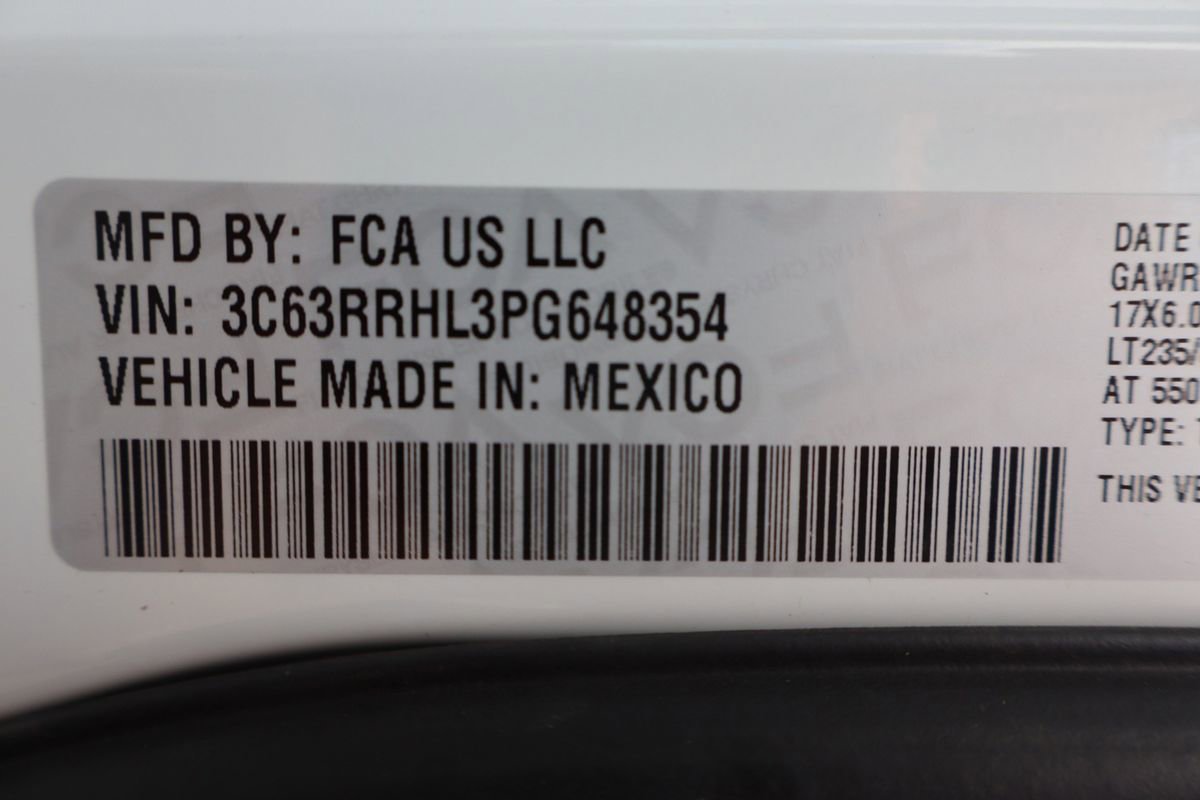 MFD BY: FCA US LLC
VIN: 3C63RRHL3PG648354
VEHICLE MADE IN: MEXICO
DATE
GAWR
17X6.0
LT235/
AT 550
TYPE:
THIS